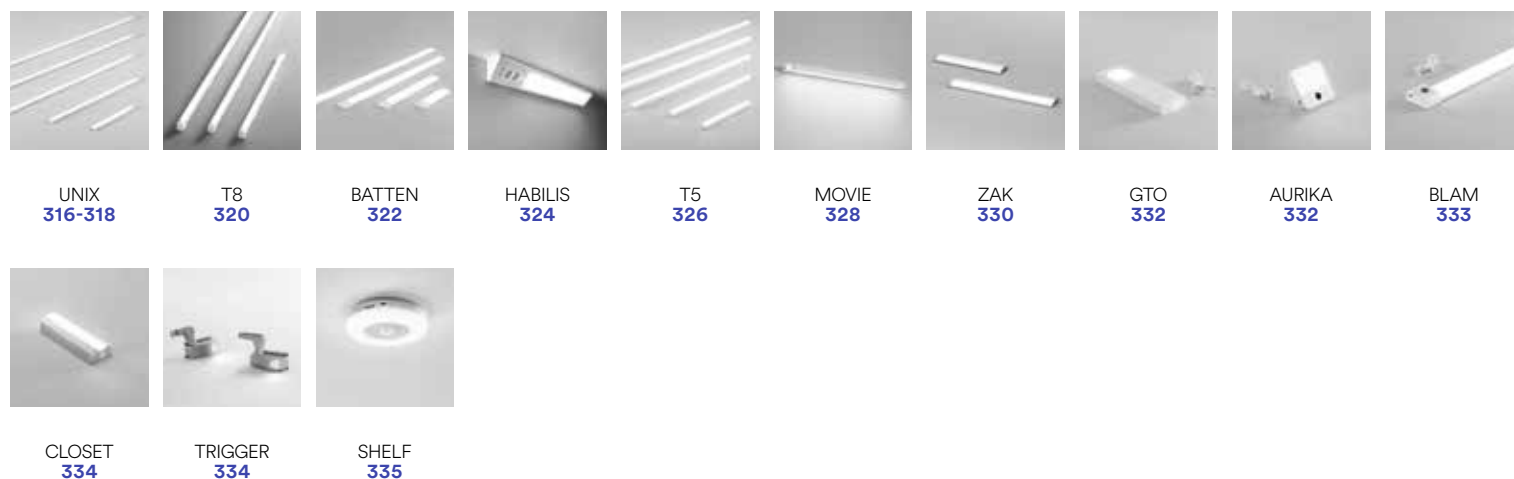 UNIX
316-318
T8
320
BATTEN
322
HABILIS
324
T5
326
MOVIE
328
ZAK
330
GTO
332
AURIKA
332
BLAM
333
CLOSET
334
TRIGGER
334
SHELF
335